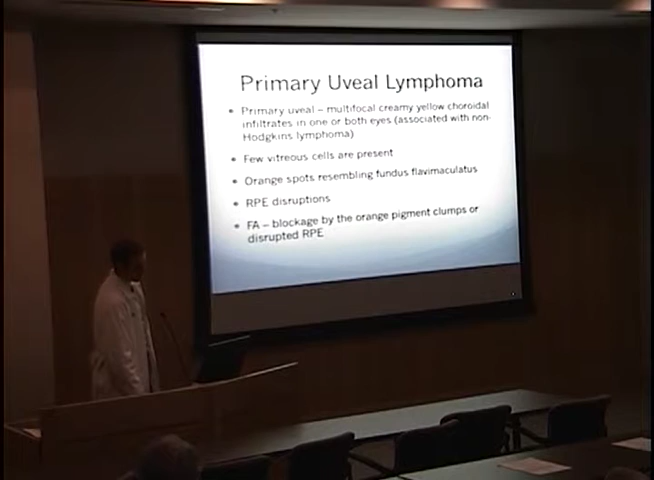 Primary Uveal Lymphoma
• Primary uveal – multifocal creamy yellow choroidal
infiltrates in one or both eyes (associated with non-
Hodgkins lymphoma)
• Few vitreous cells are present
• Orange spots resembling fundus flavimaculatus
• RPE disruptions
• FA – blockage by the orange pigment clumps or
disrupted RPE